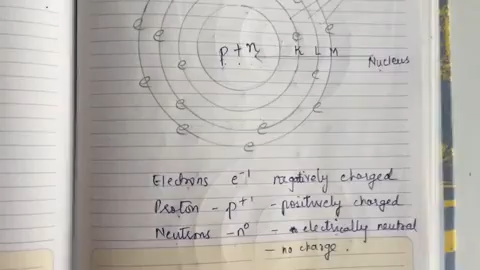 e e
e e
p + n K L M
Nucleus
e e
e e
e e
e e
e
Electrons e⁻¹ negatively charged
Proton - p⁺¹ - positively charged
Neutrons - n⁰ - electrically neutral
- no charge.